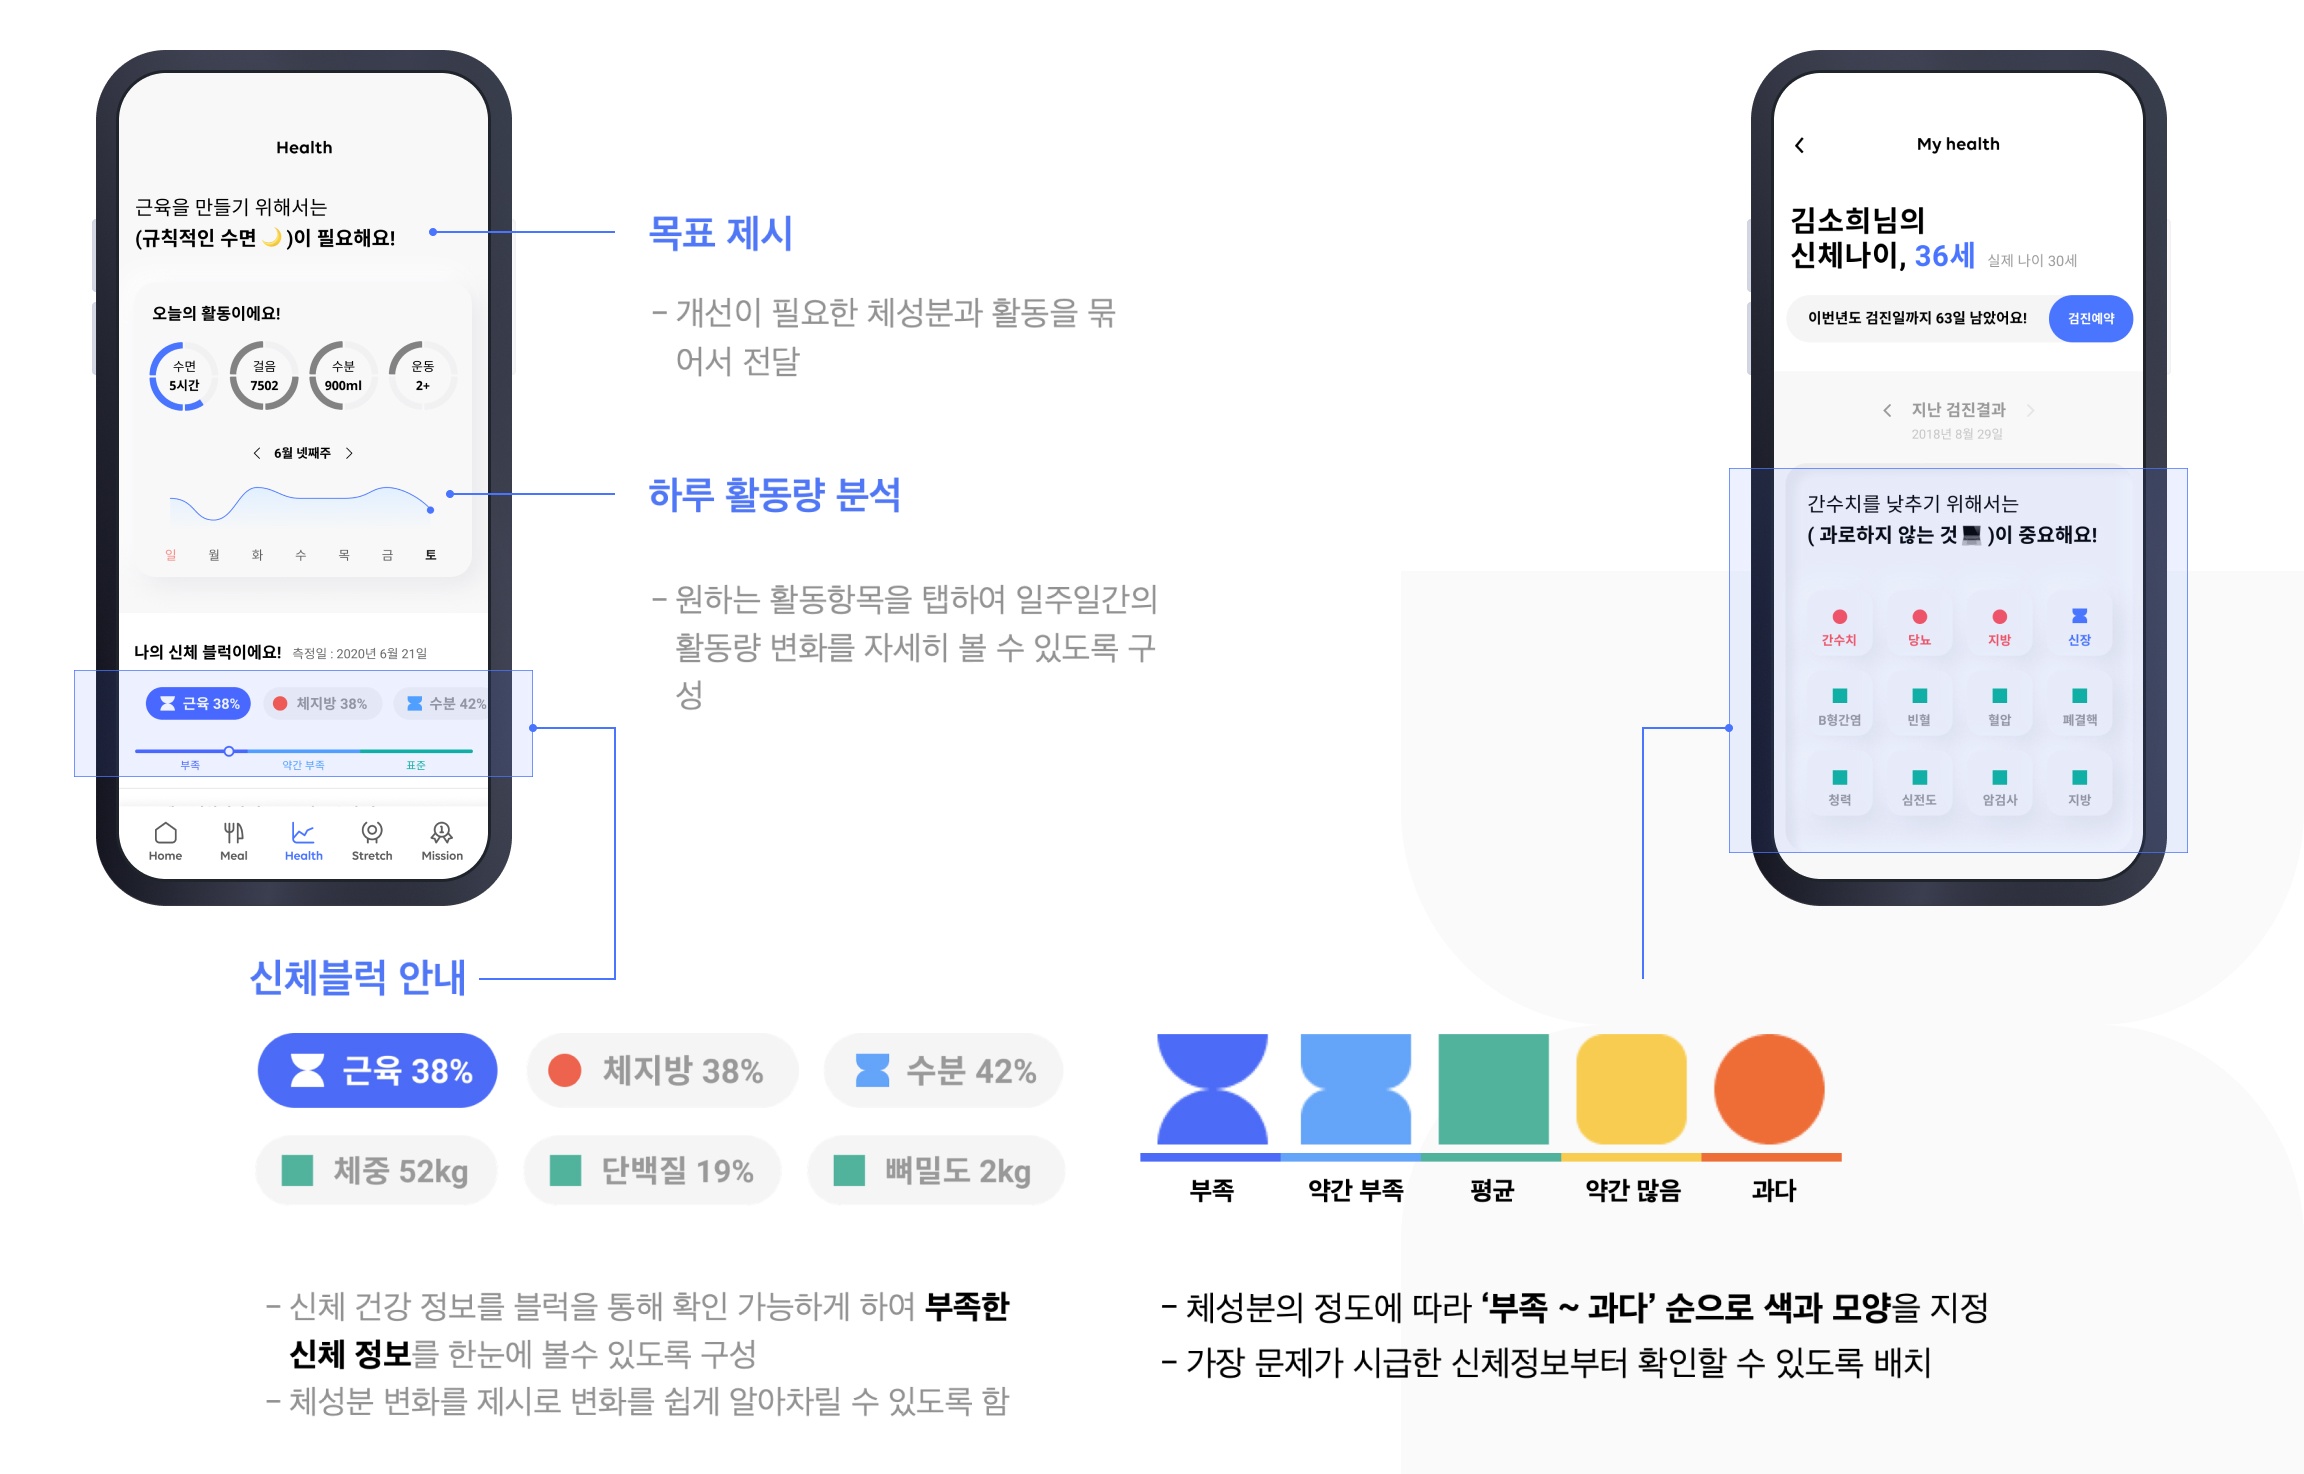 Health
근육을 만들기 위해서는
(규칙적인 수면 🌙 )이 필요해요!
오늘의 활동이에요!
수면
5시간
걸음
7502
수분
900ml
운동
2+
6월 넷째주
일 월 화 수 목 금 토
나의 신체 블럭이에요! 측정일 : 2020년 6월 21일
근육 38% 체지방 38% 수분 42%
부족 약간 부족 표준
Home Meal Health Stretch Mission
목표 제시
– 개선이 필요한 체성분과 활동을 묶
어서 전달
하루 활동량 분석
– 원하는 활동항목을 탭하여 일주일간의
활동량 변화를 자세히 볼 수 있도록 구
성
My health
김소희님의
신체나이, 36세 실제 나이 30세
이번년도 검진일까지 63일 남았어요! 검진예약
지난 검진결과
2018년 8월 29일
간수치를 낮추기 위해서는
( 과로하지 않는 것 💻 )이 중요해요!
간수치 당뇨 지방 신장
B형간염 빈혈 혈압 폐결핵
청력 심전도 암검사 지방
신체블럭 안내
근육 38% 체지방 38% 수분 42%
체중 52kg 단백질 19% 뼈밀도 2kg
– 신체 건강 정보를 블럭을 통해 확인 가능하게 하여 부족한
신체 정보를 한눈에 볼수 있도록 구성
– 체성분 변화를 제시로 변화를 쉽게 알아차릴 수 있도록 함
부족 약간 부족 평균 약간 많음 과다
– 체성분의 정도에 따라 ‘부족 ~ 과다’ 순으로 색과 모양을 지정
– 가장 문제가 시급한 신체정보부터 확인할 수 있도록 배치